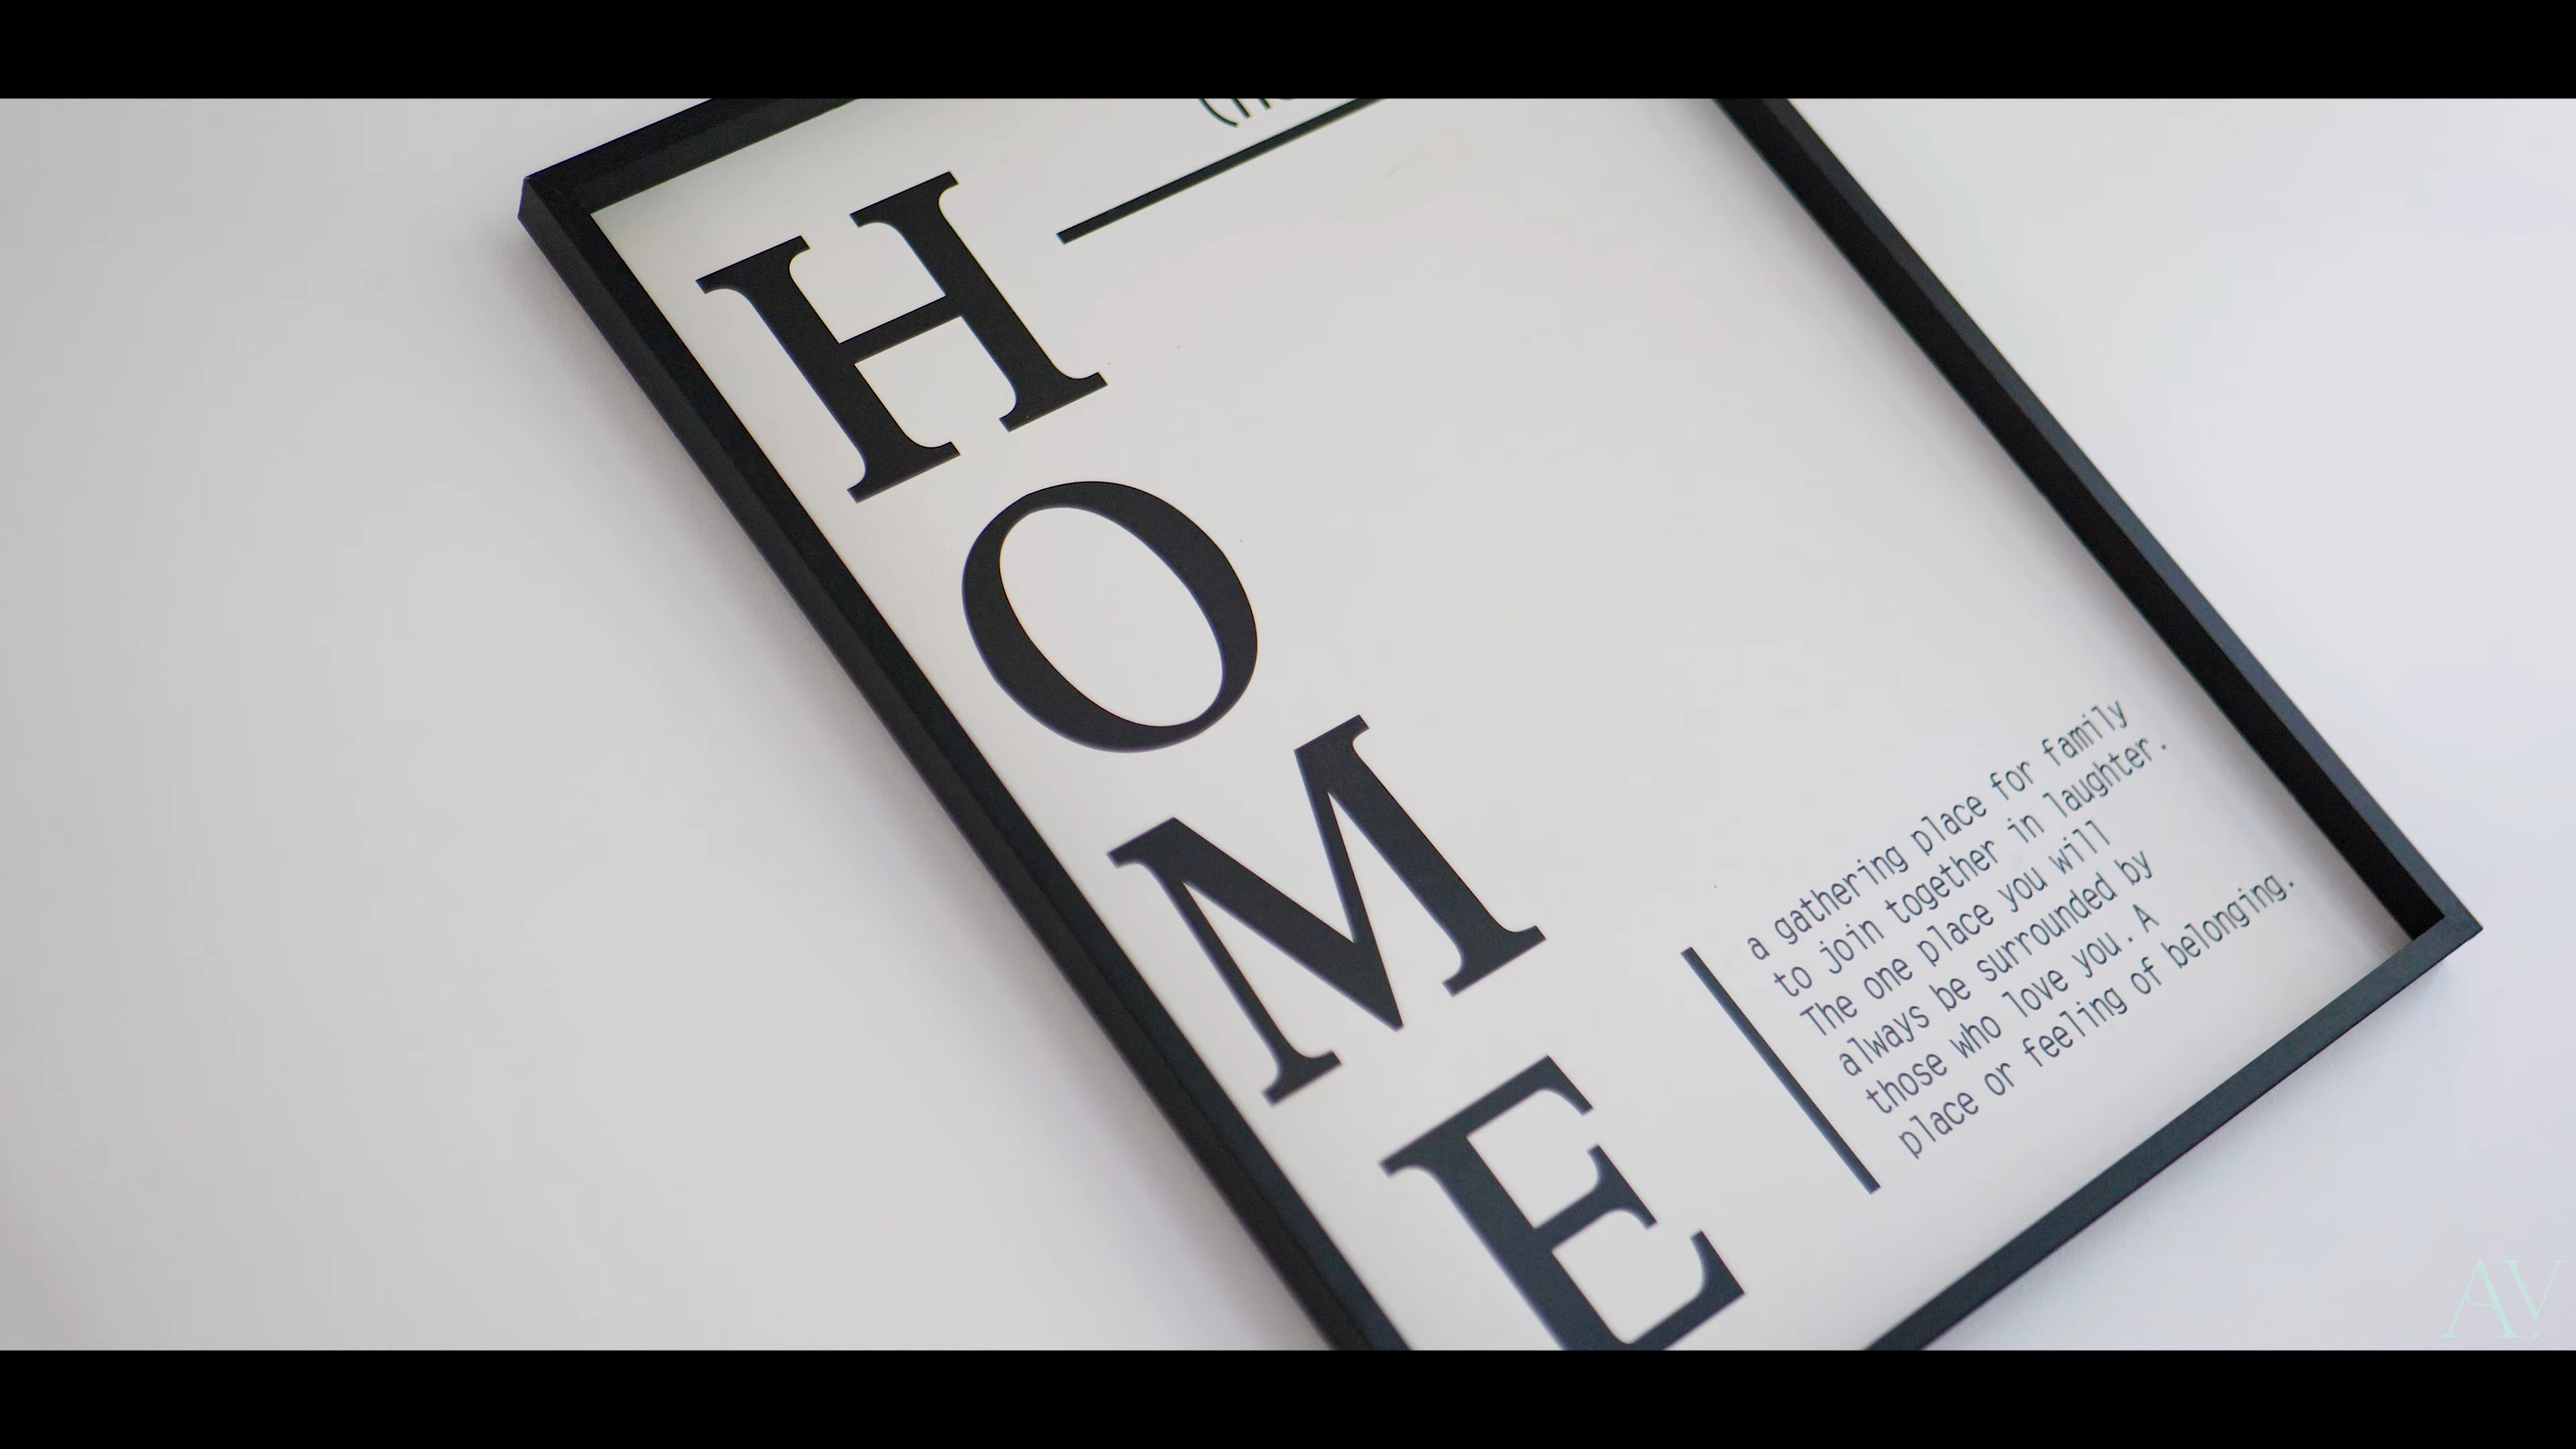 H
O
M
E
a gathering place for family
to join together in laughter.
The one place you will
always be surrounded by
those who love you. A
place or feeling of belonging.
AV